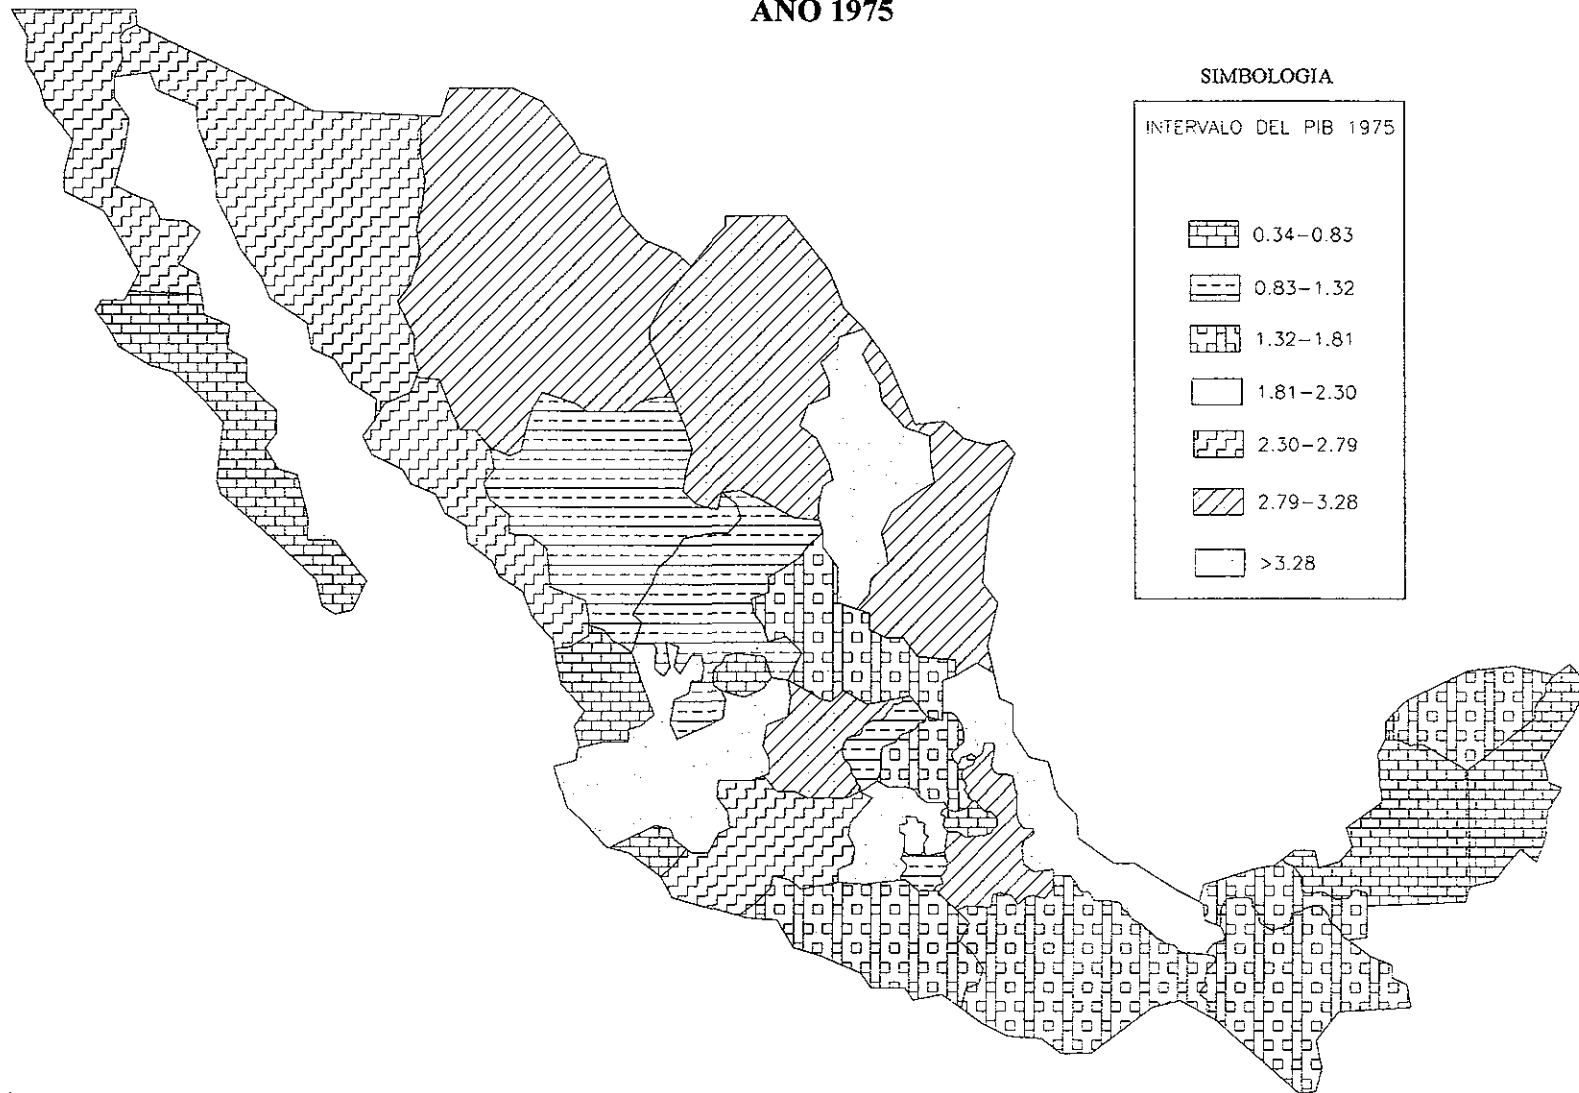 ANO 1975
SIMBOLOGIA
INTERVALO DEL PIB 1975
0.34-0.83
0.83-1.32
1.32-1.81
1.81-2.30
2.30-2.79
2.79-3.28
>3.28